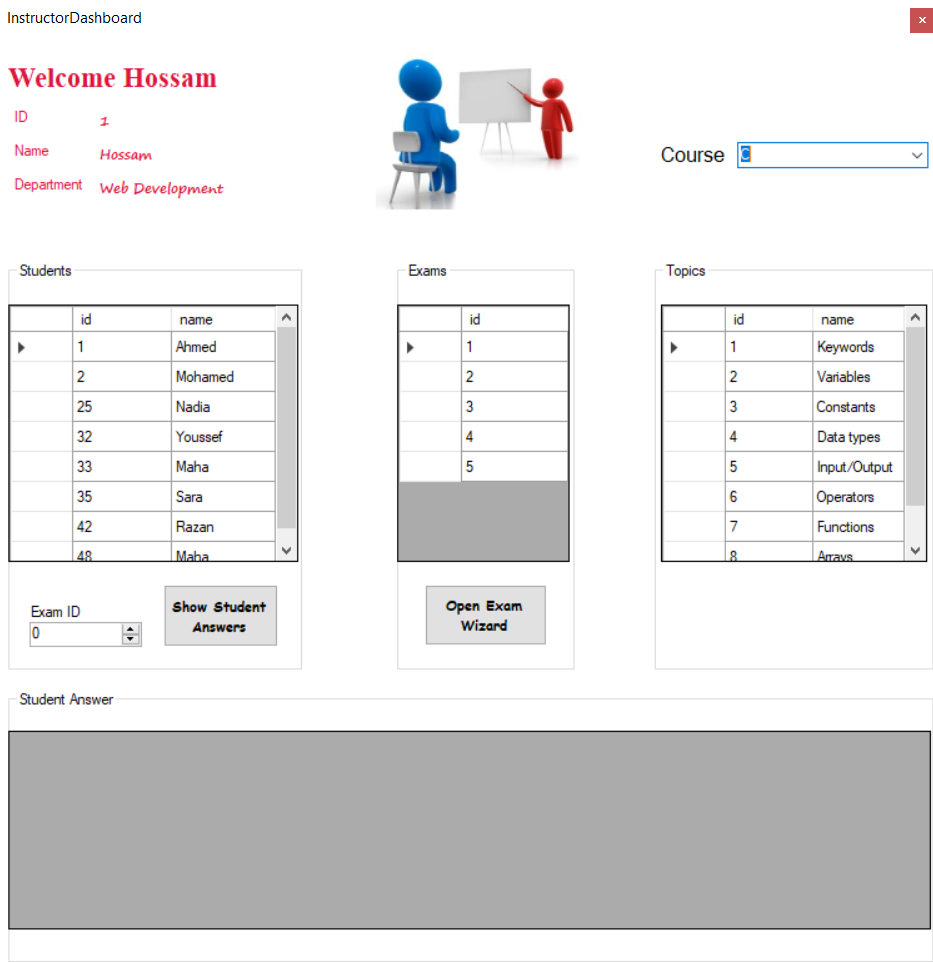 InstructorDashboard
Welcome Hossam
ID 1
Name Hossam
Department Web Development
Course C
Students
id name
1 Ahmed
2 Mohamed
25 Nadia
32 Youssef
33 Maha
35 Sara
42 Razan
48 Maha
Exam ID
0
Show Student
Answers
Exams
id
1
2
3
4
5
Open Exam
Wizard
Topics
id name
1 Keywords
2 Variables
3 Constants
4 Data types
5 Input/Output
6 Operators
7 Functions
8 Arrays
Student Answer